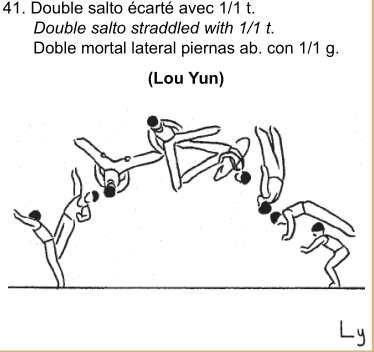 41. Double salto écarté avec 1/1 t.
Double salto straddled with 1/1 t.
Doble mortal lateral piernas ab. con 1/1 g.
(Lou Yun)
Ly